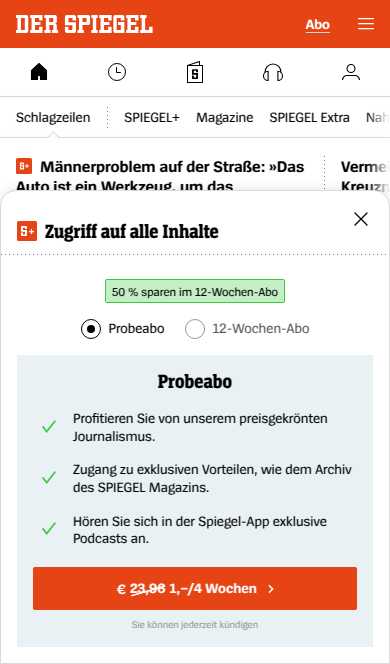 DER SPIEGEL
Abo
Schlagzeilen SPIEGEL+ Magazine SPIEGEL Extra Nah
S+ Männerproblem auf der Straße: »Das
Auto ist ein Werkzeug, um das
Verme
Kreuzr
S+ Zugriff auf alle Inhalte
50 % sparen im 12-Wochen-Abo
Probeabo 12-Wochen-Abo
Probeabo
Profitieren Sie von unserem preisgekrönten
Journalismus.
Zugang zu exklusiven Vorteilen, wie dem Archiv
des SPIEGEL Magazins.
Hören Sie sich in der Spiegel-App exklusive
Podcasts an.
€ 23,96 1,–/4 Wochen
Sie können jederzeit kündigen